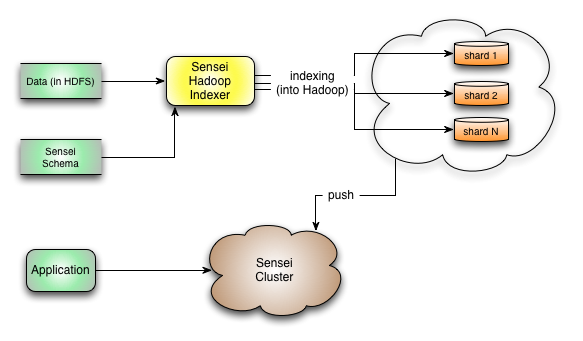 Data (in HDFS)
Sensei
Schema
Sensei
Hadoop
Indexer
indexing
(into Hadoop)
shard 1
shard 2
shard N
push
Application
Sensei
Cluster